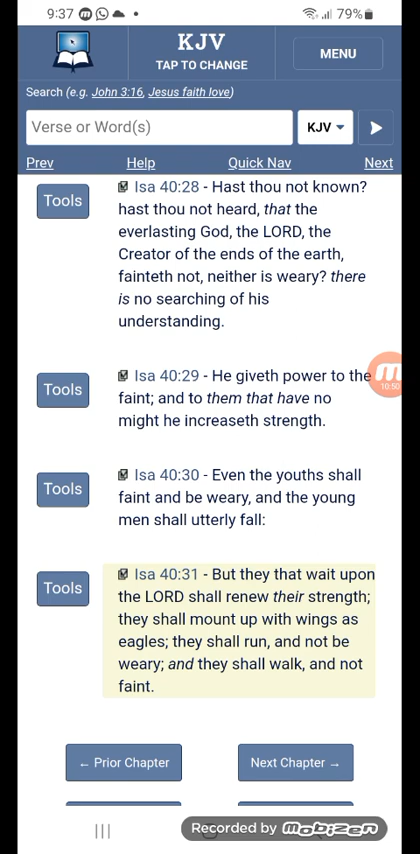 9:37 79%
KJV
TAP TO CHANGE
MENU
Search (e.g. John 3:16, Jesus faith love)
Verse or Word(s) KJV
Prev Help Quick Nav Next
Tools
Isa 40:28 - Hast thou not known?
hast thou not heard, that the
everlasting God, the LORD, the
Creator of the ends of the earth,
fainteth not, neither is weary? there
is no searching of his
understanding.
Tools
Isa 40:29 - He giveth power to the
faint; and to them that have no
might he increaseth strength.
10:50
Tools
Isa 40:30 - Even the youths shall
faint and be weary, and the young
men shall utterly fall:
Tools
Isa 40:31 - But they that wait upon
the LORD shall renew their strength;
they shall mount up with wings as
eagles; they shall run, and not be
weary; and they shall walk, and not
faint.
← Prior Chapter Next Chapter →
Recorded by mobizen